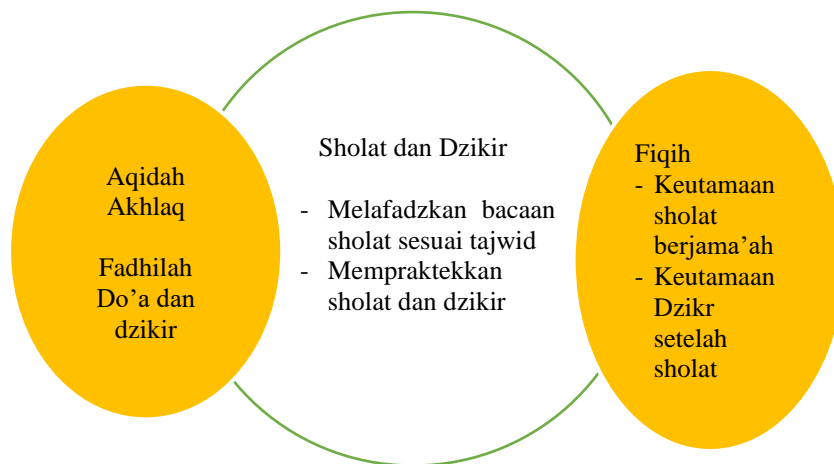 Aqidah
Akhlaq
Fadhilah
Do’a dan
dzikir
Sholat dan Dzikir
- Melafadzkan bacaan
sholat sesuai tajwid
- Mempraktekkan
sholat dan dzikir
Fiqih
- Keutamaan
sholat
berjama’ah
- Keutamaan
Dzikr
setelah
sholat